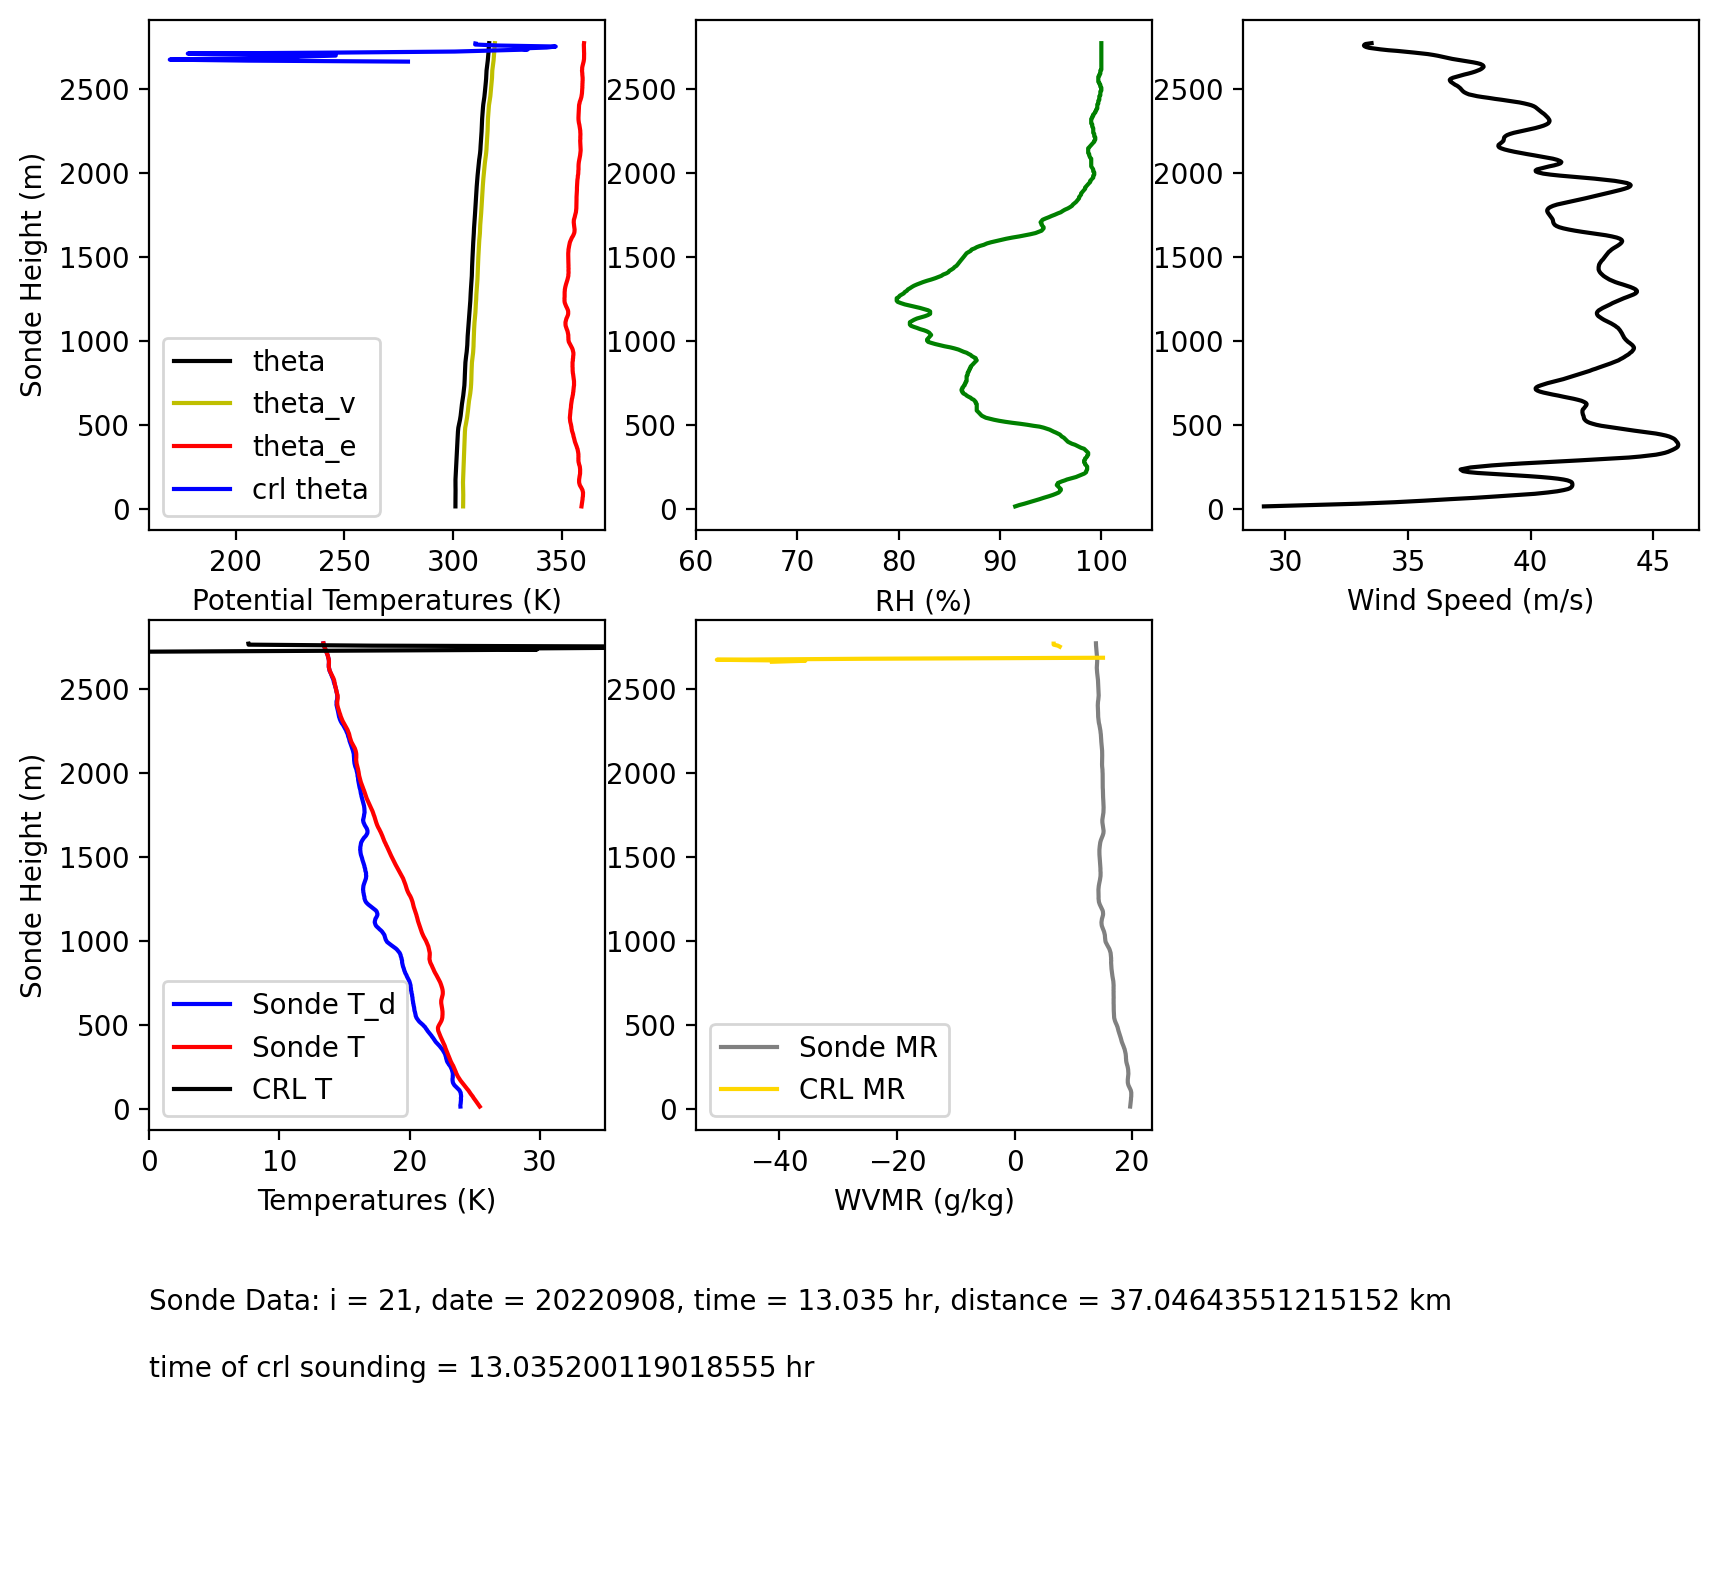 Sonde Height (m)
2500
2000
1500
1000
500
0
theta
theta_v
theta_e
crl theta
200 250 300 350
Potential Temperatures (K)
2500
2000
1500
1000
500
0
60 70 80 90 100
RH (%)
2500
2000
1500
1000
500
0
30 35 40 45
Wind Speed (m/s)
Sonde Height (m)
2500
2000
1500
1000
500
0
Sonde T_d
Sonde T
CRL T
0 10 20 30
Temperatures (K)
2500
2000
1500
1000
500
0
Sonde MR
CRL MR
−40 −20 0 20
WVMR (g/kg)
Sonde Data: i = 21, date = 20220908, time = 13.035 hr, distance = 37.04643551215152 km
time of crl sounding = 13.035200119018555 hr